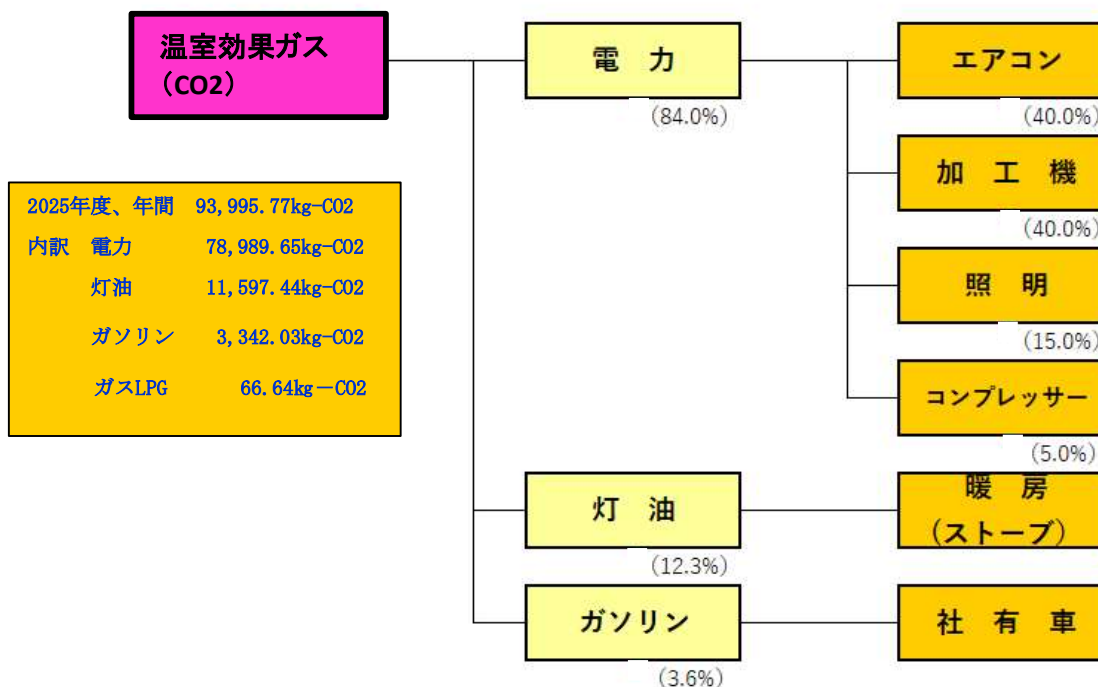 温室効果ガス
（CO2）
電　力
（84.0%）
エアコン
（40.0%）
加　工　機
（40.0%）
照　明
（15.0%）
コンプレッサー
（5.0%）
2025年度、年間　93,995.77kg-CO2
内訳　電力　78,989.65kg-CO2
灯油　11,597.44kg-CO2
ガソリン　3,342.03kg-CO2
ガスLPG　66.64kg－CO2
灯　油
（12.3%）
暖　房
（ストーブ）
ガソリン
（3.6%）
社　有　車